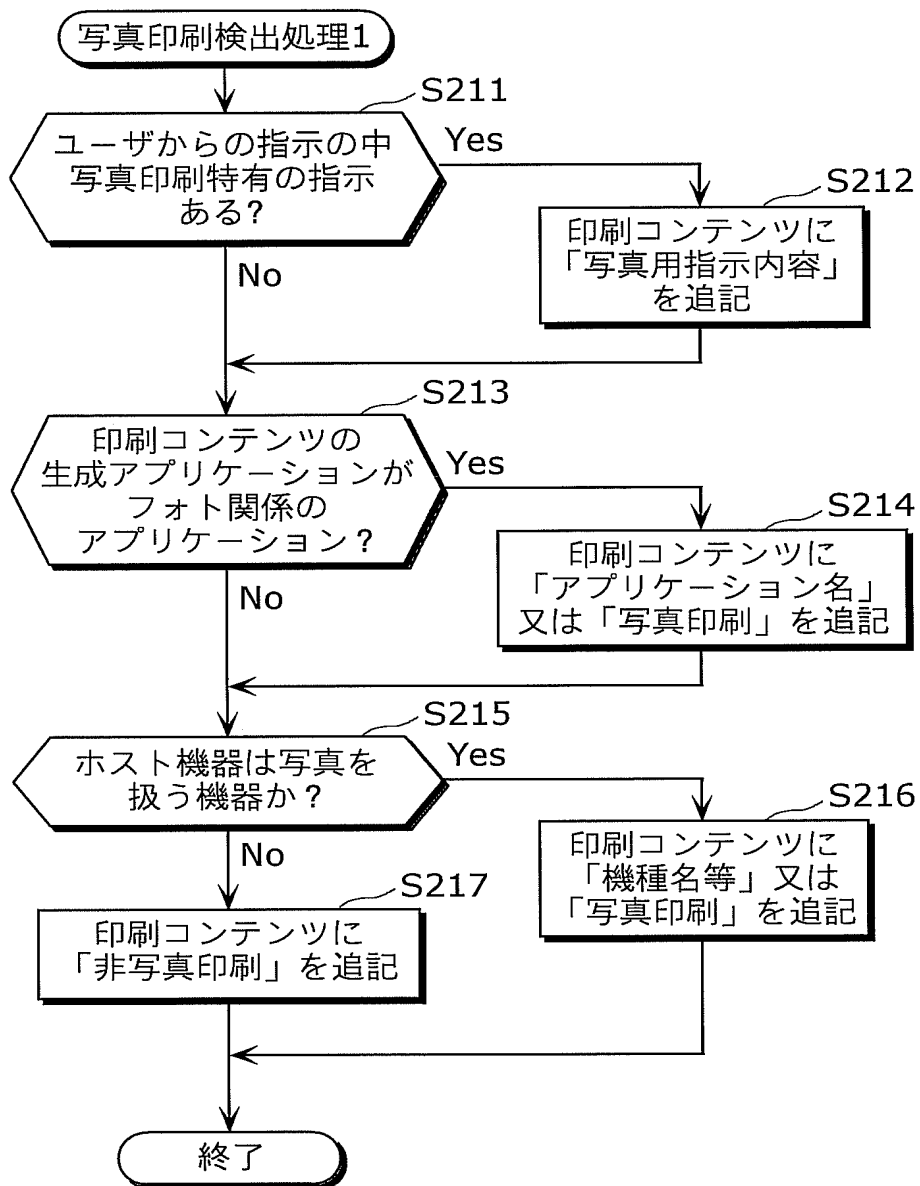 写真印刷検出処理1
S211
ユーザからの指示の中
写真印刷特有の指示
ある?
Yes
No
S212
印刷コンテンツに
「写真用指示内容」
を追記
S213
印刷コンテンツの
生成アプリケーションが
フォト関係の
アプリケーション?
Yes
No
S214
印刷コンテンツに
「アプリケーション名」
又は「写真印刷」を追記
S215
ホスト機器は写真を
扱う機器か?
Yes
No
S216
印刷コンテンツに
「機種名等」又は
「写真印刷」を追記
S217
印刷コンテンツに
「非写真印刷」を追記
終了